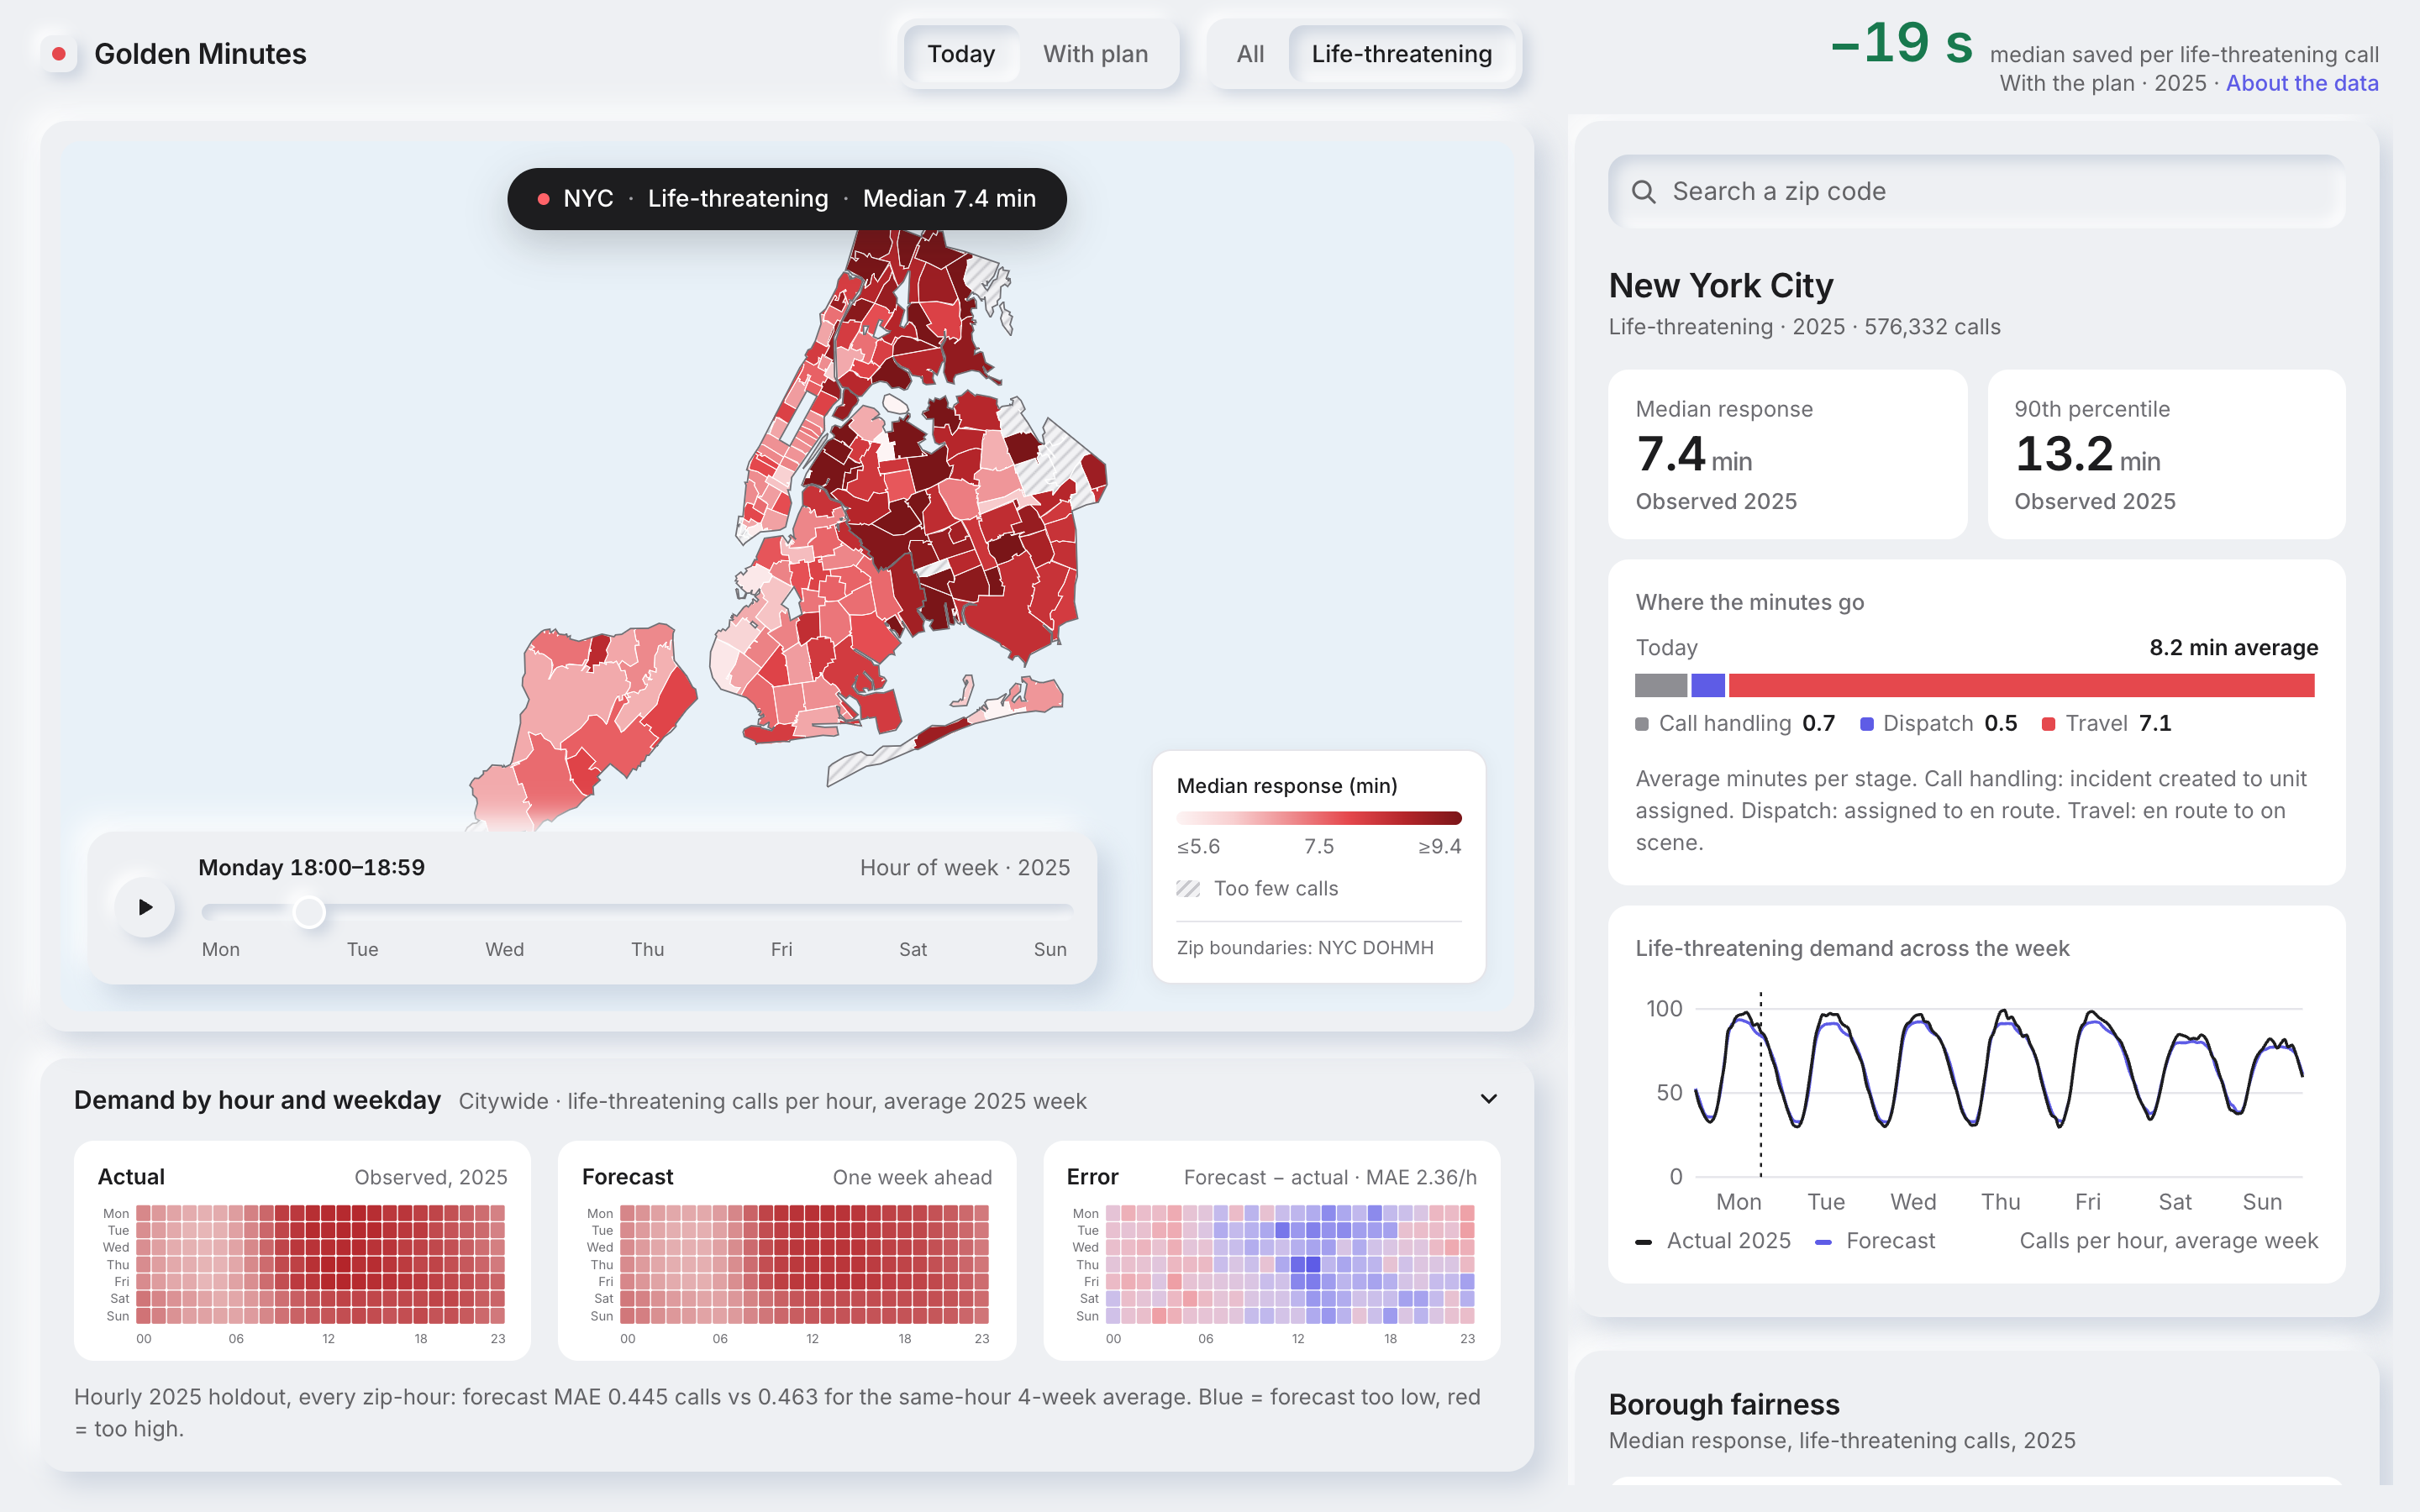 Golden Minutes
Today With plan
All Life-threatening
−19 s median saved per life-threatening call
With the plan · 2025 · About the data
NYC · Life-threatening · Median 7.4 min
Monday 18:00–18:59 Hour of week · 2025
Mon Tue Wed Thu Fri Sat Sun
Median response (min)
≤5.6 7.5 ≥9.4
Too few calls
Zip boundaries: NYC DOHMH
Demand by hour and weekday Citywide · life-threatening calls per hour, average 2025 week
Actual Observed, 2025
Mon
Tue
Wed
Thu
Fri
Sat
Sun
00 06 12 18 23
Forecast One week ahead
Mon
Tue
Wed
Thu
Fri
Sat
Sun
00 06 12 18 23
Error Forecast − actual · MAE 2.36/h
Mon
Tue
Wed
Thu
Fri
Sat
Sun
00 06 12 18 23
Hourly 2025 holdout, every zip-hour: forecast MAE 0.445 calls vs 0.463 for the same-hour 4-week average. Blue = forecast too low, red
= too high.
Search a zip code
New York City
Life-threatening · 2025 · 576,332 calls
Median response
7.4 min
Observed 2025
90th percentile
13.2 min
Observed 2025
Where the minutes go
Today 8.2 min average
Call handling 0.7 Dispatch 0.5 Travel 7.1
Average minutes per stage. Call handling: incident created to unit
assigned. Dispatch: assigned to en route. Travel: en route to on
scene.
Life-threatening demand across the week
100
50
0
Mon Tue Wed Thu Fri Sat Sun
Actual 2025 Forecast Calls per hour, average week
Borough fairness
Median response, life-threatening calls, 2025